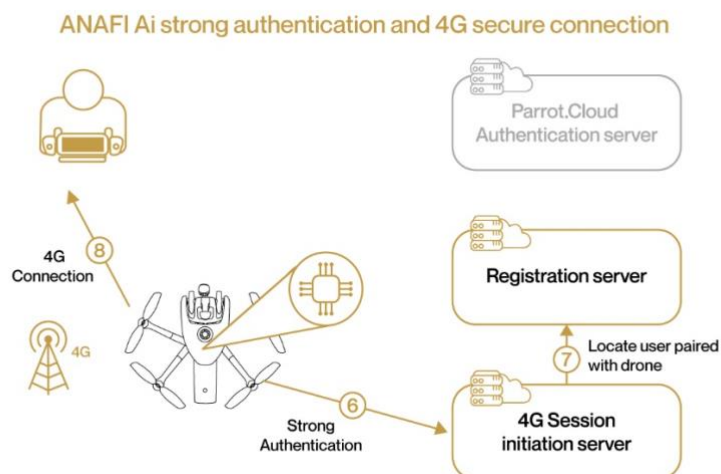 ANAFI Ai strong authentication and 4G secure connection
Parrot.Cloud
Authentication server
8
4G
Connection
Registration server
4G
7
Locate user paired
with drone
6
Strong
Authentication
4G Session
initiation server